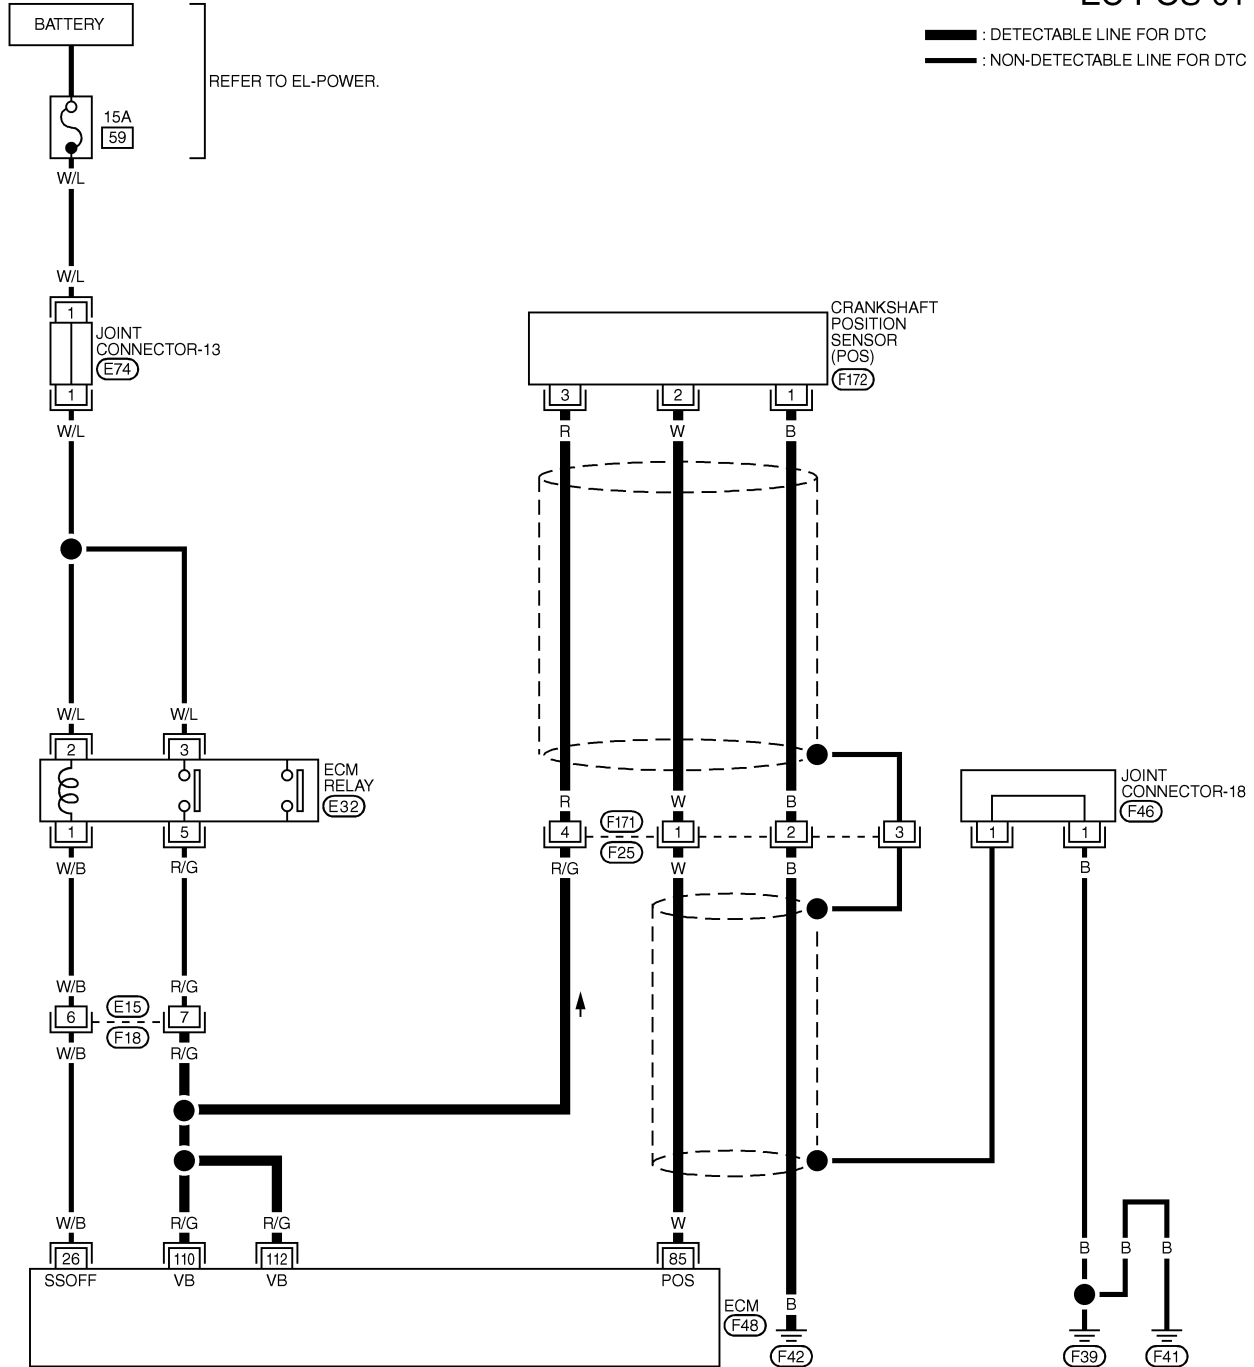 BATTERY
: DETECTABLE LINE FOR DTC
: NON-DETECTABLE LINE FOR DTC
REFER TO EL-POWER.
15A
59
W/L
W/L
1
JOINT
CONNECTOR-13
E74
1
W/L
CRANKSHAFT
POSITION
SENSOR
(POS)
F172
3 2 1
R W B
W/L W/L
2 3
ECM
RELAY
E32
1 5
W/B R/G
JOINT
CONNECTOR-18
F46
1 1
B
R W B
4 F171 1 2 3
F25
R/G W B
W/B R/G
6 E15 7
F18
W/B R/G
W/B R/G R/G W
26 110 112 85
SSOFF VB VB POS
ECM
F48
B
F42
B B B
F39 F41